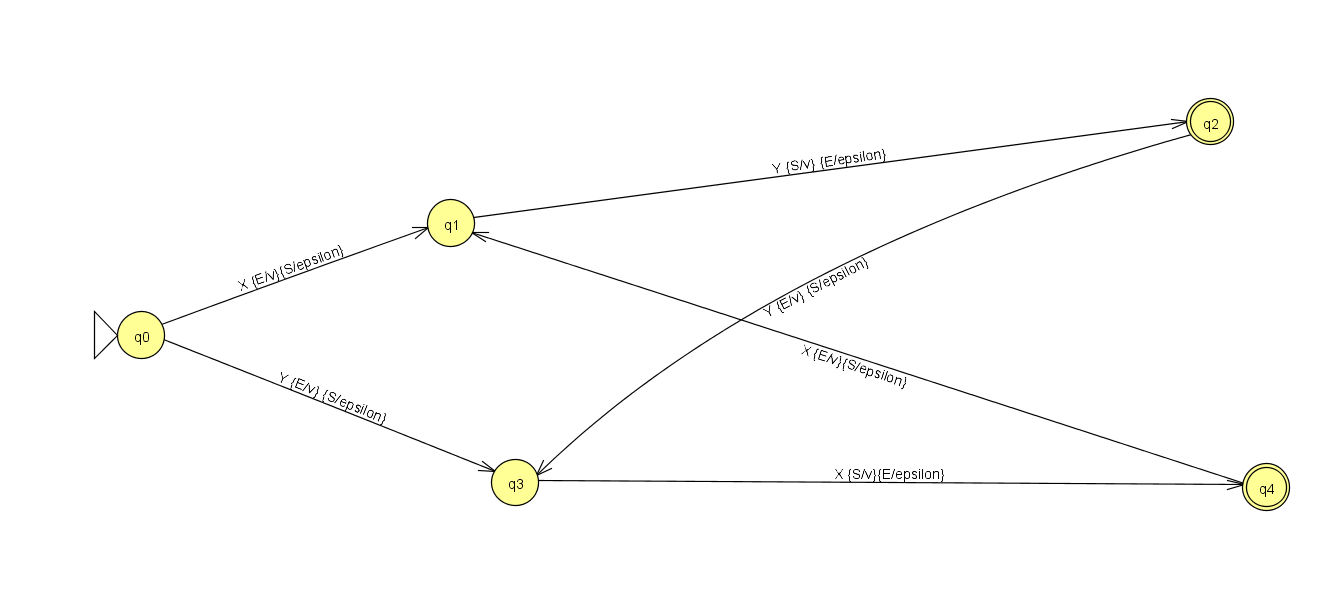 q2
Y {S/v} {E/epsilon}
q1
X {E/v}{S/epsilon}
Y {E/v} {S/epsilon}
q0
X {E/v}{S/epsilon}
Y {E/v} {S/epsilon}
q3
X {S/v}{E/epsilon}
q4